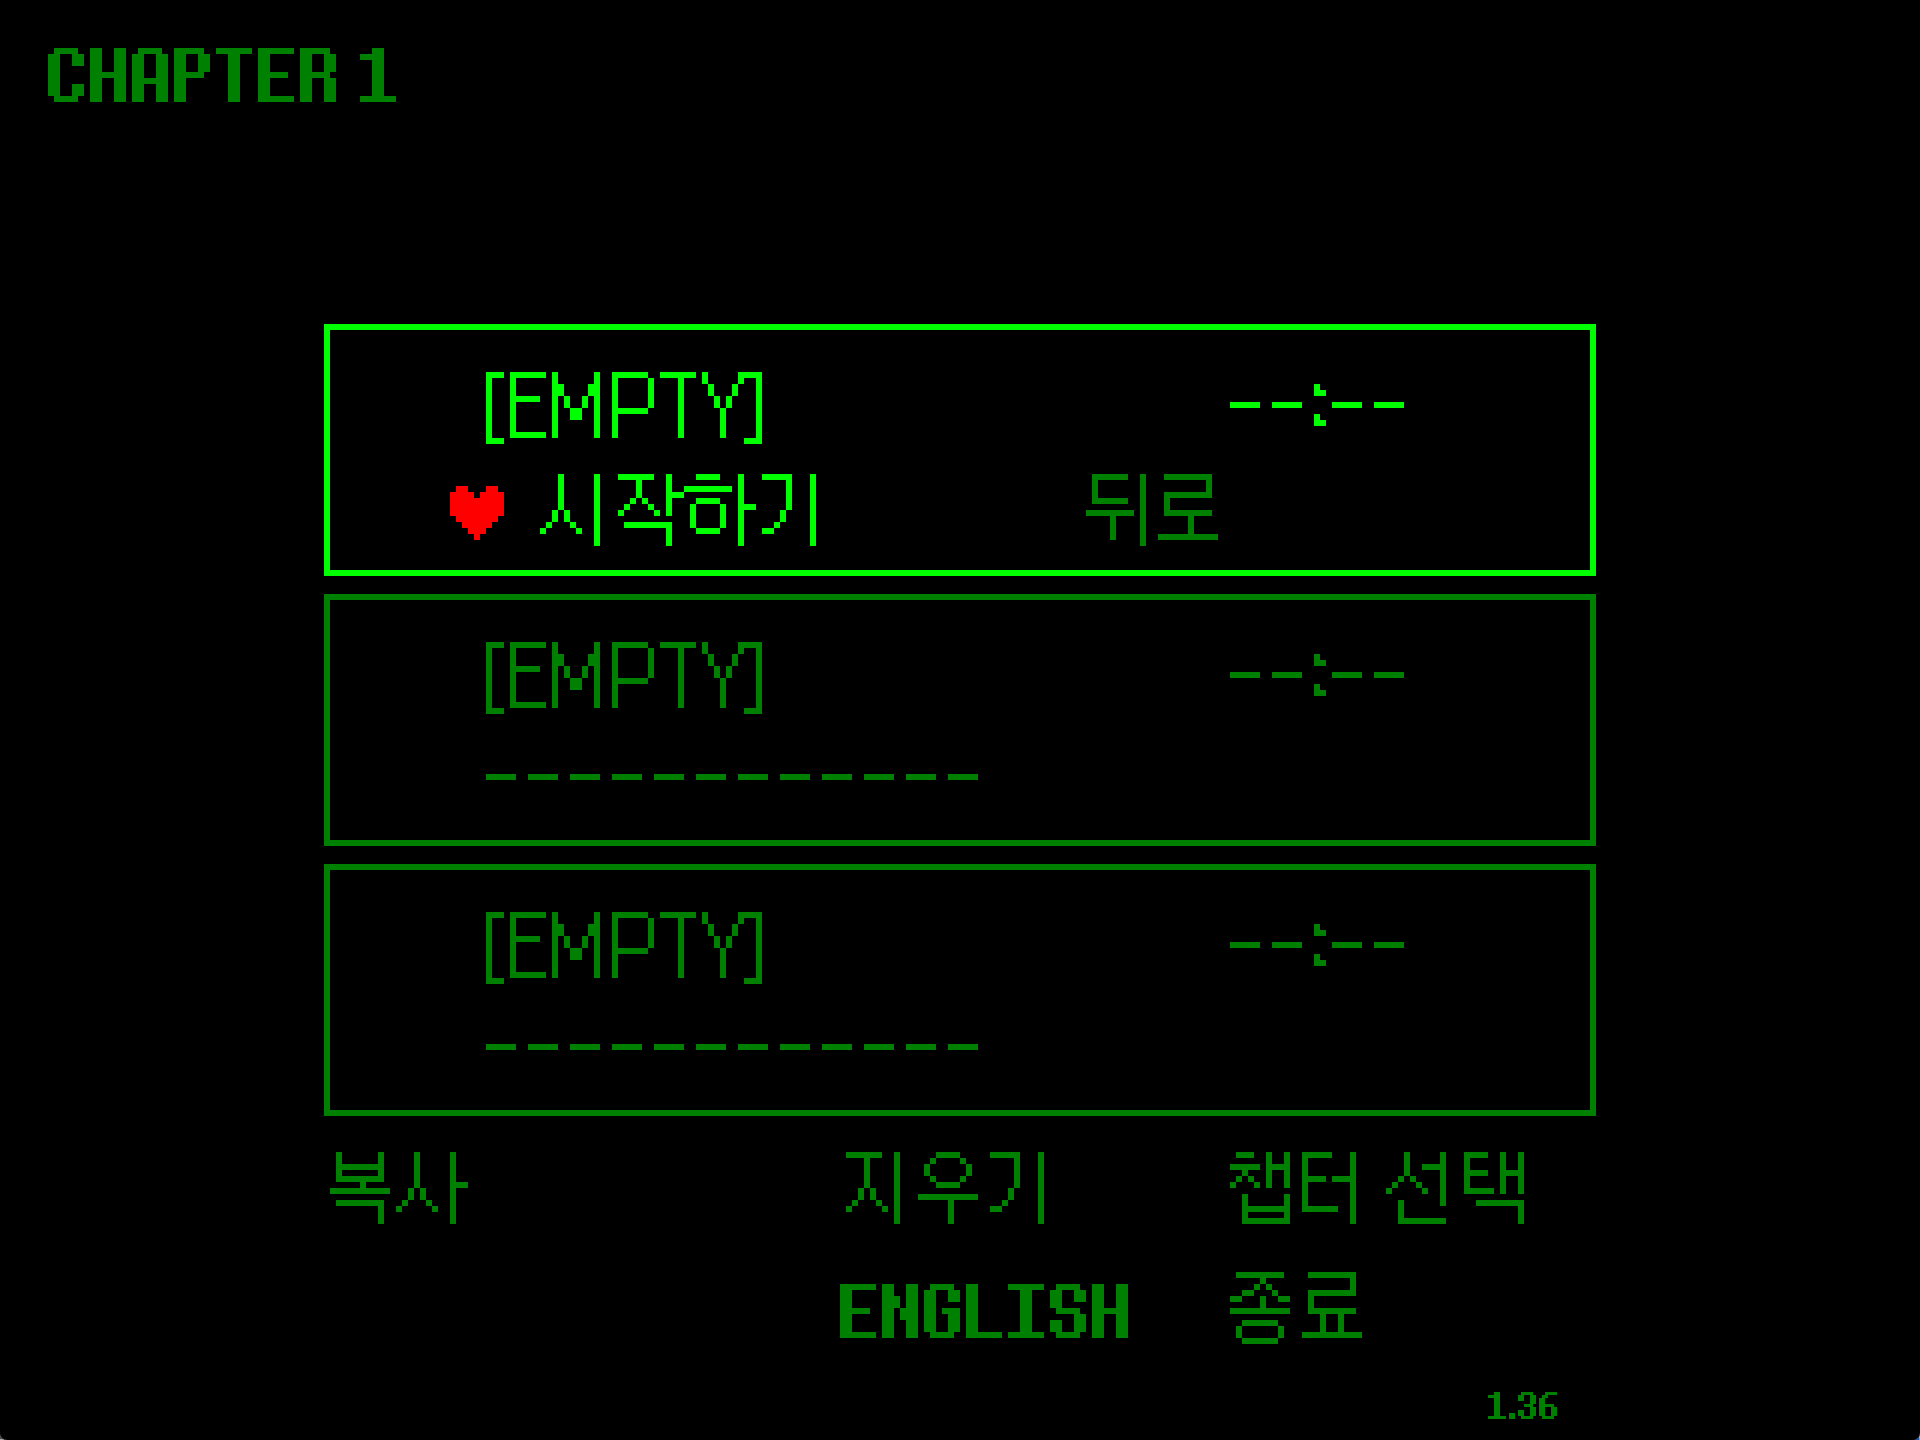 CHAPTER 1
[EMPTY] --:--
시작하기 뒤로
[EMPTY] --:--
------------
[EMPTY] --:--
------------
복사 지우기 챕터 선택
ENGLISH 종료
1.36